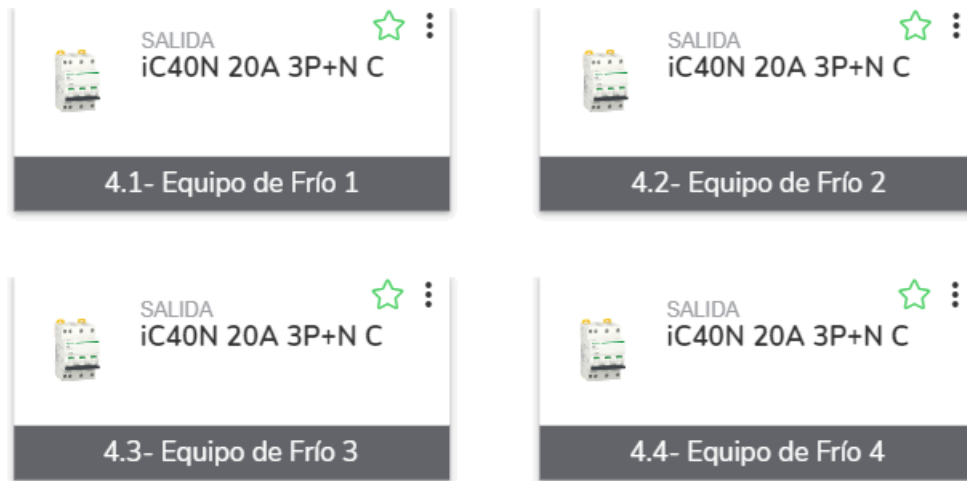 SALIDA
iC40N 20A 3P+N C
4.1- Equipo de Frío 1
SALIDA
iC40N 20A 3P+N C
4.2- Equipo de Frío 2
SALIDA
iC40N 20A 3P+N C
4.3- Equipo de Frío 3
SALIDA
iC40N 20A 3P+N C
4.4- Equipo de Frío 4